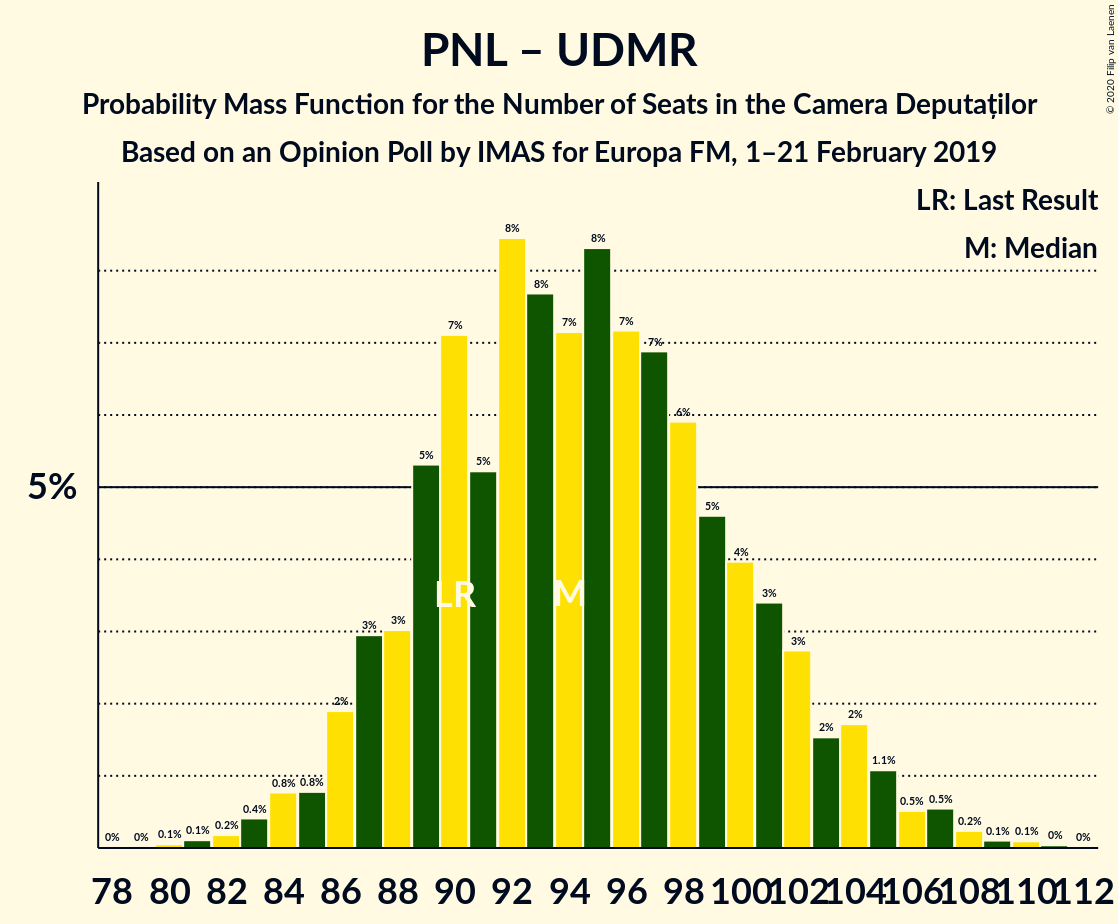 PNL – UDMR
Probability Mass Function for the Number of Seats in the Camera Deputaților
Based on an Opinion Poll by IMAS for Europa FM, 1–21 February 2019
© 2020 Filip van Laenen
LR: Last Result
M: Median
5%
0% 0% 0.1% 0.1% 0.2% 0.4% 0.8% 0.8% 2% 3% 3% 5% 7% 5% 8% 8% 7% 8% 7% 7% 6% 5% 4% 3% 3% 2% 2% 1.1% 0.5% 0.5% 0.2% 0.1% 0.1% 0% 0%
LR M
78 80 82 84 86 88 90 92 94 96 98 100 102 104 106 108 110 112